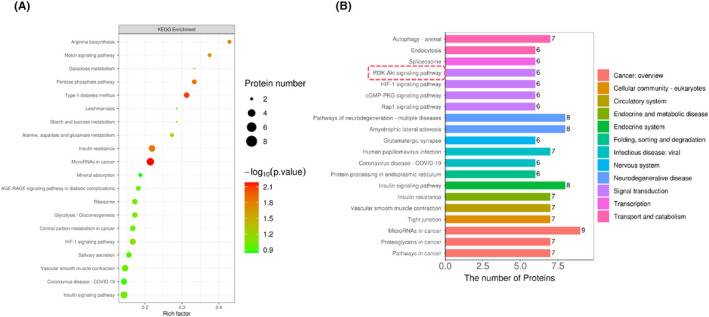 (A)
KEGG Enrichment
Arginine biosynthesis
Notch signaling pathway
Galactose metabolism
Pentose phosphate pathway
Type II diabetes mellitus
Leishmaniasis
Starch and sucrose metabolism
Alanine, aspartate and glutamate metabolism
Insulin resistance
MicroRNAs in cancer
Mineral absorption
AGE-RAGE signaling pathway in diabetic complications
Ribosome
Glycolysis / Gluconeogenesis
Central carbon metabolism in cancer
HIF-1 signaling pathway
Salivary secretion
Vascular smooth muscle contraction
Coronavirus disease - COVID-19
Insulin signaling pathway
0.2 0.3 0.4
Rich factor
Protein number
2
4
6
8
−log10(p.value)
2.1
1.8
1.5
1.2
0.9
(B)
Autophagy - animal 7
Endocytosis 6
Spliceosome 6
PI3K-Akt signaling pathway 6
HIF-1 signaling pathway 6
cGMP-PKG signaling pathway 6
Rap1 signaling pathway 6
Pathways of neurodegeneration - multiple diseases 8
Amyotrophic lateral sclerosis 8
Glutamatergic synapse 6
Human papillomavirus infection 7
Coronavirus disease - COVID-19 6
Protein processing in endoplasmic reticulum 6
Insulin signaling pathway 8
Insulin resistance 7
Vascular smooth muscle contraction 7
Tight junction 7
MicroRNAs in cancer 9
Proteoglycans in cancer 7
Pathways in cancer 7
0.0 2.5 5.0 7.5
The number of Proteins
Cancer: overview
Cellular community - eukaryotes
Circulatory system
Endocrine and metabolic disease
Endocrine system
Folding, sorting and degradation
Infectious disease: viral
Nervous system
Neurodegenerative disease
Signal transduction
Transcription
Transport and catabolism